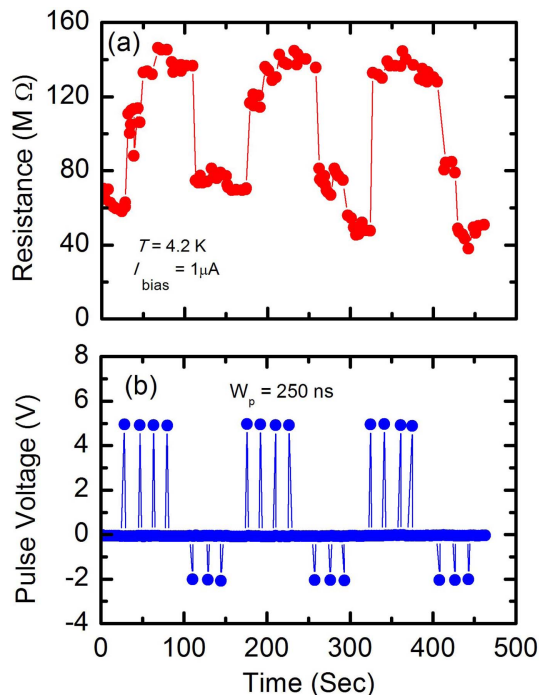 (a)
160
120
80
40
0
Resistance (M Ω)
T = 4.2 K
I bias = 1μA
(b)
W p = 250 ns
8
6
4
2
0
-2
-4
Pulse Voltage (V)
0 100 200 300 400 500
Time (Sec)